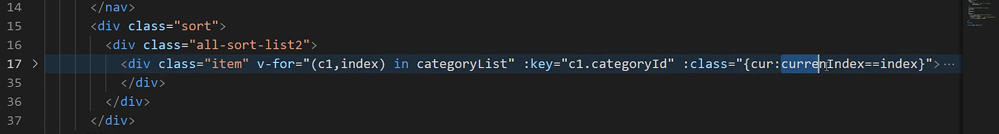 14 </nav>
15 <div class="sort">
16 <div class="all-sort-list2">
17 <div class="item" v-for="(c1,index) in categoryList" :key="c1.categoryId" :class="{cur:currenIndex==index}">···
35 </div>
36 </div>
37 </div>